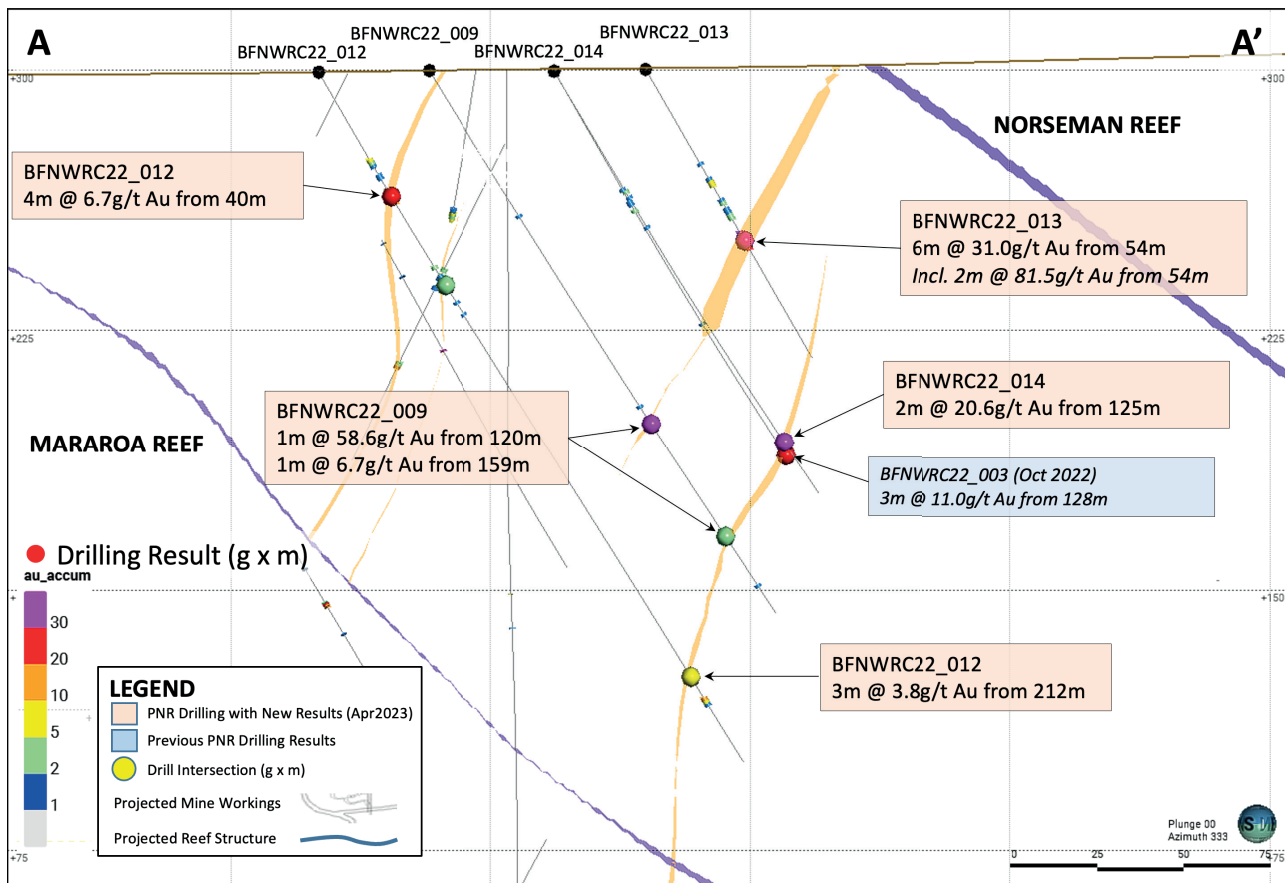 A
BFNWRC22_009
BFNWRC22_013
A'
BFNWRC22_012
BFNWRC22_014
+300
+300
NORSEMAN REEF
BFNWRC22_012
4m @ 6.7g/t Au from 40m
BFNWRC22_013
6m @ 31.0g/t Au from 54m
Incl. 2m @ 81.5g/t Au from 54m
+225
+225
BFNWRC22_014
2m @ 20.6g/t Au from 125m
BFNWRC22_009
1m @ 58.6g/t Au from 120m
1m @ 6.7g/t Au from 159m
MARAROA REEF
BFNWRC22_003 (Oct 2022)
3m @ 11.0g/t Au from 128m
Drilling Result (g x m)
au_accum
30
20
10
5
2
1
+
+150
BFNWRC22_012
3m @ 3.8g/t Au from 212m
LEGEND
PNR Drilling with New Results (Apr2023)
Previous PNR Drilling Results
Drill Intersection (g x m)
Projected Mine Workings
Projected Reef Structure
Plunge 00
Azimuth 333
+75
0
25
50
75